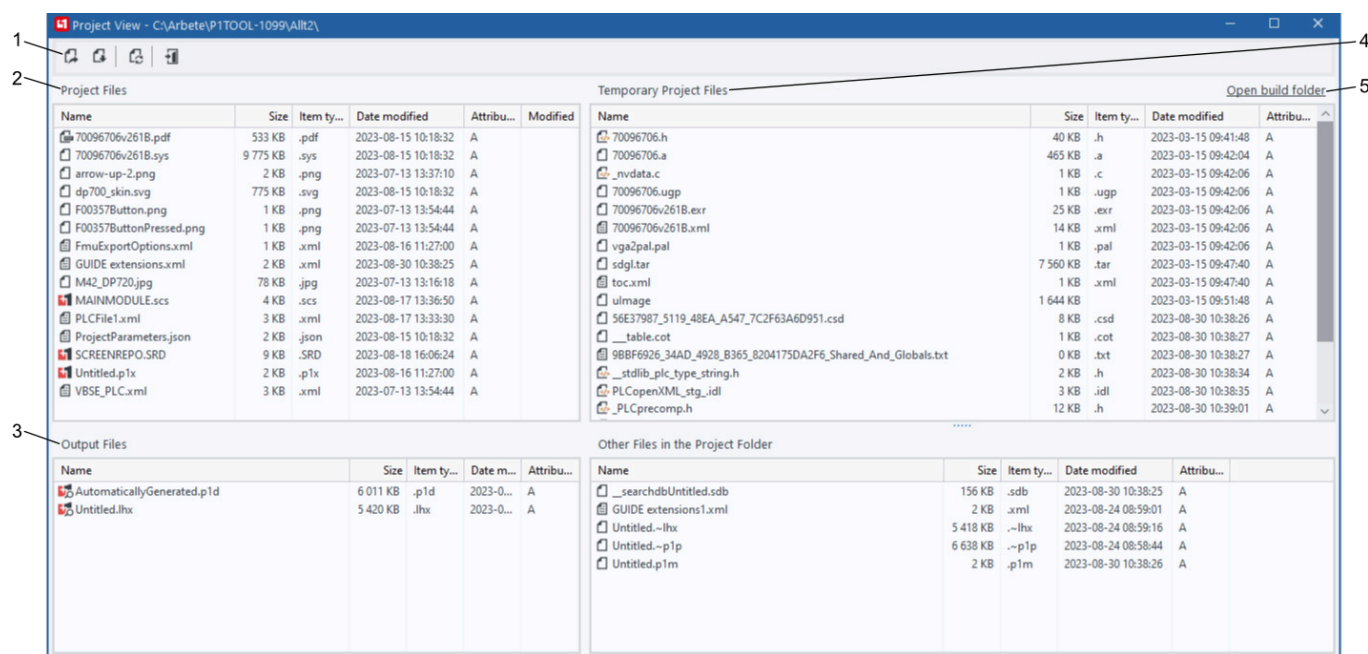 Project View - C:\Arbete\P1TOOL-1099\Allt2\
1
4
2
Project Files
Temporary Project Files
Open build folder
5
Name Size Item ty... Date modified Attribu... Modified
70096706v261B.pdf 533 KB .pdf 2023-08-15 10:18:32 A
70096706v261B.sys 9 775 KB .sys 2023-08-15 10:18:32 A
arrow-up-2.png 2 KB .png 2023-07-13 13:37:10 A
dp700_skin.svg 775 KB .svg 2023-08-15 10:18:32 A
F00357Button.png 1 KB .png 2023-07-13 13:54:44 A
F00357ButtonPressed.png 1 KB .png 2023-07-13 13:54:44 A
FmuExportOptions.xml 1 KB .xml 2023-08-16 11:27:00 A
GUIDE extensions.xml 2 KB .xml 2023-08-30 10:38:25 A
M42_DP720.jpg 78 KB .jpg 2023-07-13 13:16:18 A
MAINMODULE.scs 4 KB .scs 2023-08-17 13:36:50 A
PLCFile1.xml 3 KB .xml 2023-08-17 13:33:30 A
ProjectParameters.json 2 KB .json 2023-08-15 10:18:32 A
SCREENREPO.SRD 9 KB .SRD 2023-08-18 16:06:24 A
Untitled.p1x 2 KB .p1x 2023-08-16 11:27:00 A
VBSE_PLC.xml 3 KB .xml 2023-07-13 13:54:44 A
Name Size Item ty... Date modified Attribu...
70096706.h 40 KB .h 2023-03-15 09:41:48 A
70096706.a 465 KB .a 2023-03-15 09:42:04 A
_nvdata.c 1 KB .c 2023-03-15 09:42:06 A
70096706.ugp 1 KB .ugp 2023-03-15 09:42:06 A
70096706v261B.exr 25 KB .exr 2023-03-15 09:42:06 A
70096706v261B.xml 14 KB .xml 2023-03-15 09:42:06 A
vga2pal.pal 1 KB .pal 2023-03-15 09:42:06 A
sdgl.tar 7 560 KB .tar 2023-03-15 09:47:40 A
toc.xml 1 KB .xml 2023-03-15 09:47:40 A
uImage 1 644 KB 2023-03-15 09:51:48 A
56E37987_5119_48EA_A547_7C2F63A6D951.csd 8 KB .csd 2023-08-30 10:38:26 A
___table.cot 1 KB .cot 2023-08-30 10:38:27 A
9BBF6926_34AD_4928_B365_8204175DA2F6_Shared_And_Globals.txt 0 KB .txt 2023-08-30 10:38:27 A
__stdlib_plc_type_string.h 2 KB .h 2023-08-30 10:38:34 A
PLCopenXML_stg_.idl 3 KB .idl 2023-08-30 10:38:35 A
_PLCprecomp.h 12 KB .h 2023-08-30 10:39:01 A
3
Output Files
Name Size Item ty... Date m... Attribu...
AutomaticallyGenerated.p1d 6 011 KB .p1d 2023-0... A
Untitled.lhx 5 420 KB .lhx 2023-0... A
Other Files in the Project Folder
Name Size Item ty... Date modified Attribu...
__searchdbUntitled.sdb 156 KB .sdb 2023-08-30 10:38:25 A
GUIDE extensions1.xml 2 KB .xml 2023-08-24 08:59:01 A
Untitled.~lhx 5 418 KB .~lhx 2023-08-24 08:59:16 A
Untitled.~p1p 6 638 KB .~p1p 2023-08-24 08:58:44 A
Untitled.p1m 2 KB .p1m 2023-08-30 10:38:26 A